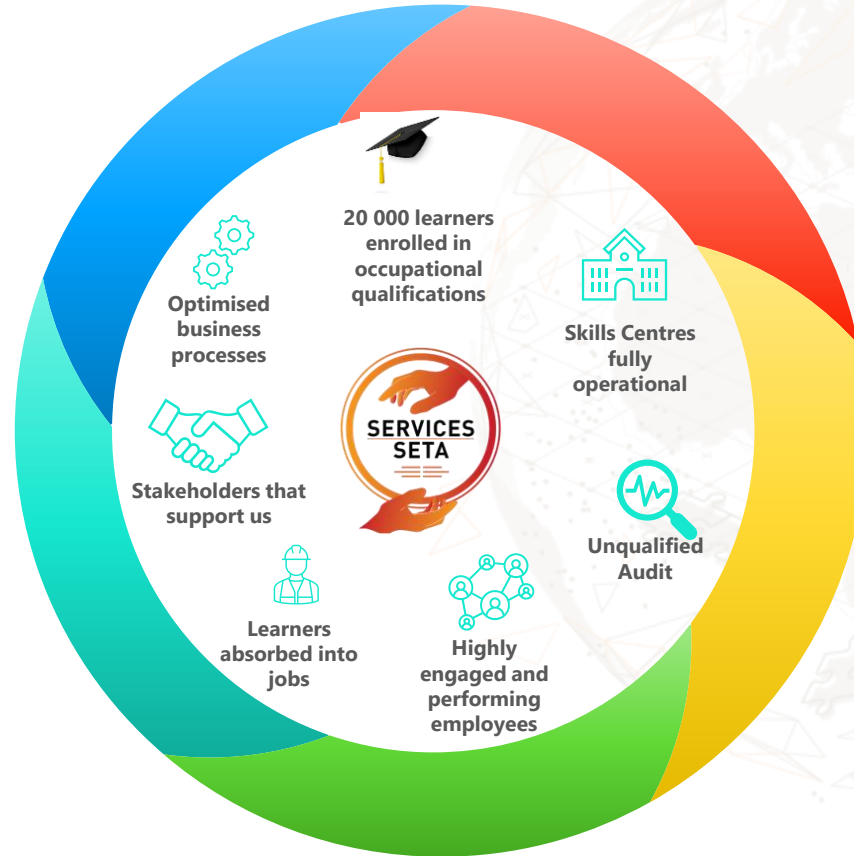 20 000 learners
enrolled in
occupational
qualifications
Skills Centres
fully
operational
Unqualified
Audit
Highly
engaged and
performing
employees
Learners
absorbed into
jobs
Stakeholders that
support us
Optimised
business
processes
SERVICES
SETA